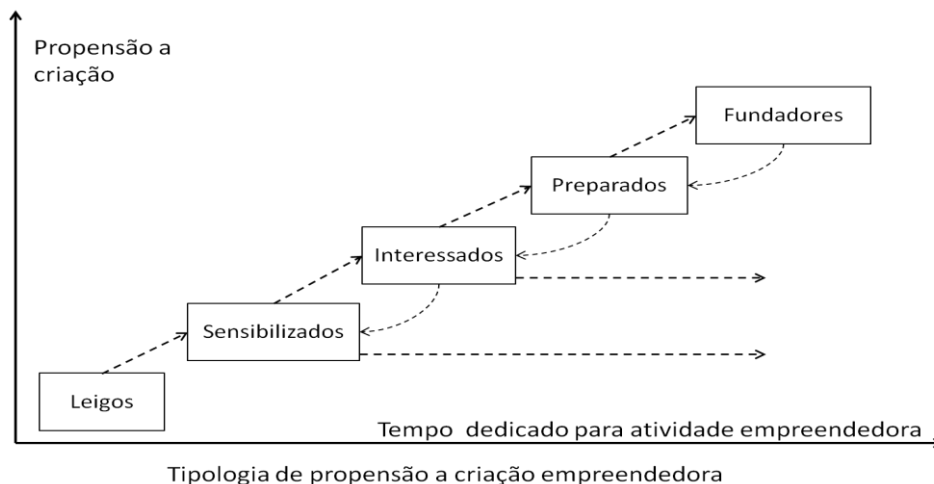 Propensão a
criação
Fundadores
Preparados
Interessados
Sensibilizados
Leigos
Tempo dedicado para atividade empreendedora
Tipologia de propensão a criação empreendedora